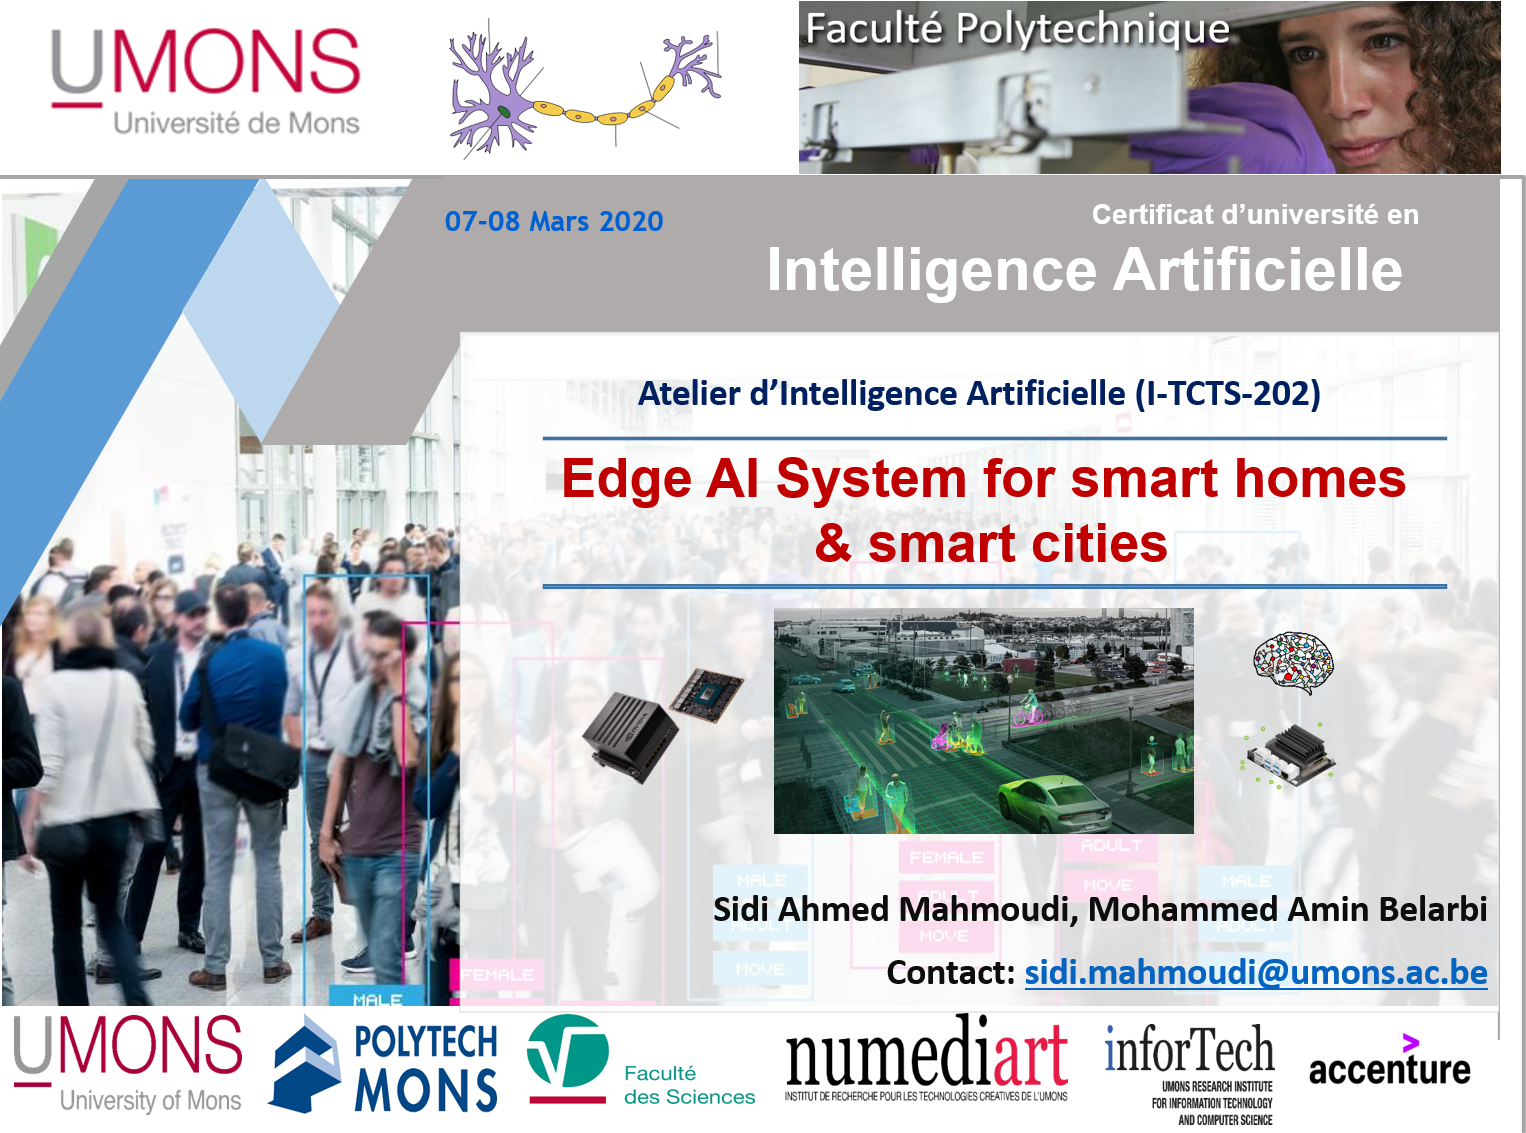 UMONS
Université de Mons
Faculté Polytechnique
07-08 Mars 2020
Certificat d’université en
Intelligence Artificielle
Atelier d’Intelligence Artificielle (I-TCTS-202)
Edge AI System for smart homes
& smart cities
NVIDIA
FEMALE
ADULT
MALE
ADULT
MOVE
MALE
ADULT
ADULT
MOVE
MOVE
FEMALE
MALE
Sidi Ahmed Mahmoudi, Mohammed Amin Belarbi
Contact: sidi.mahmoudi@umons.ac.be
UMONS
University of Mons
POLYTECH
MONS
Faculté
des Sciences
numediart
INSTITUT DE RECHERCHE POUR LES TECHNOLOGIES CREATIVES DE L'UMONS
inforTech
UMONS RESEARCH INSTITUTE
FOR INFORMATION TECHNOLOGY
AND COMPUTER SCIENCE
>
accenture